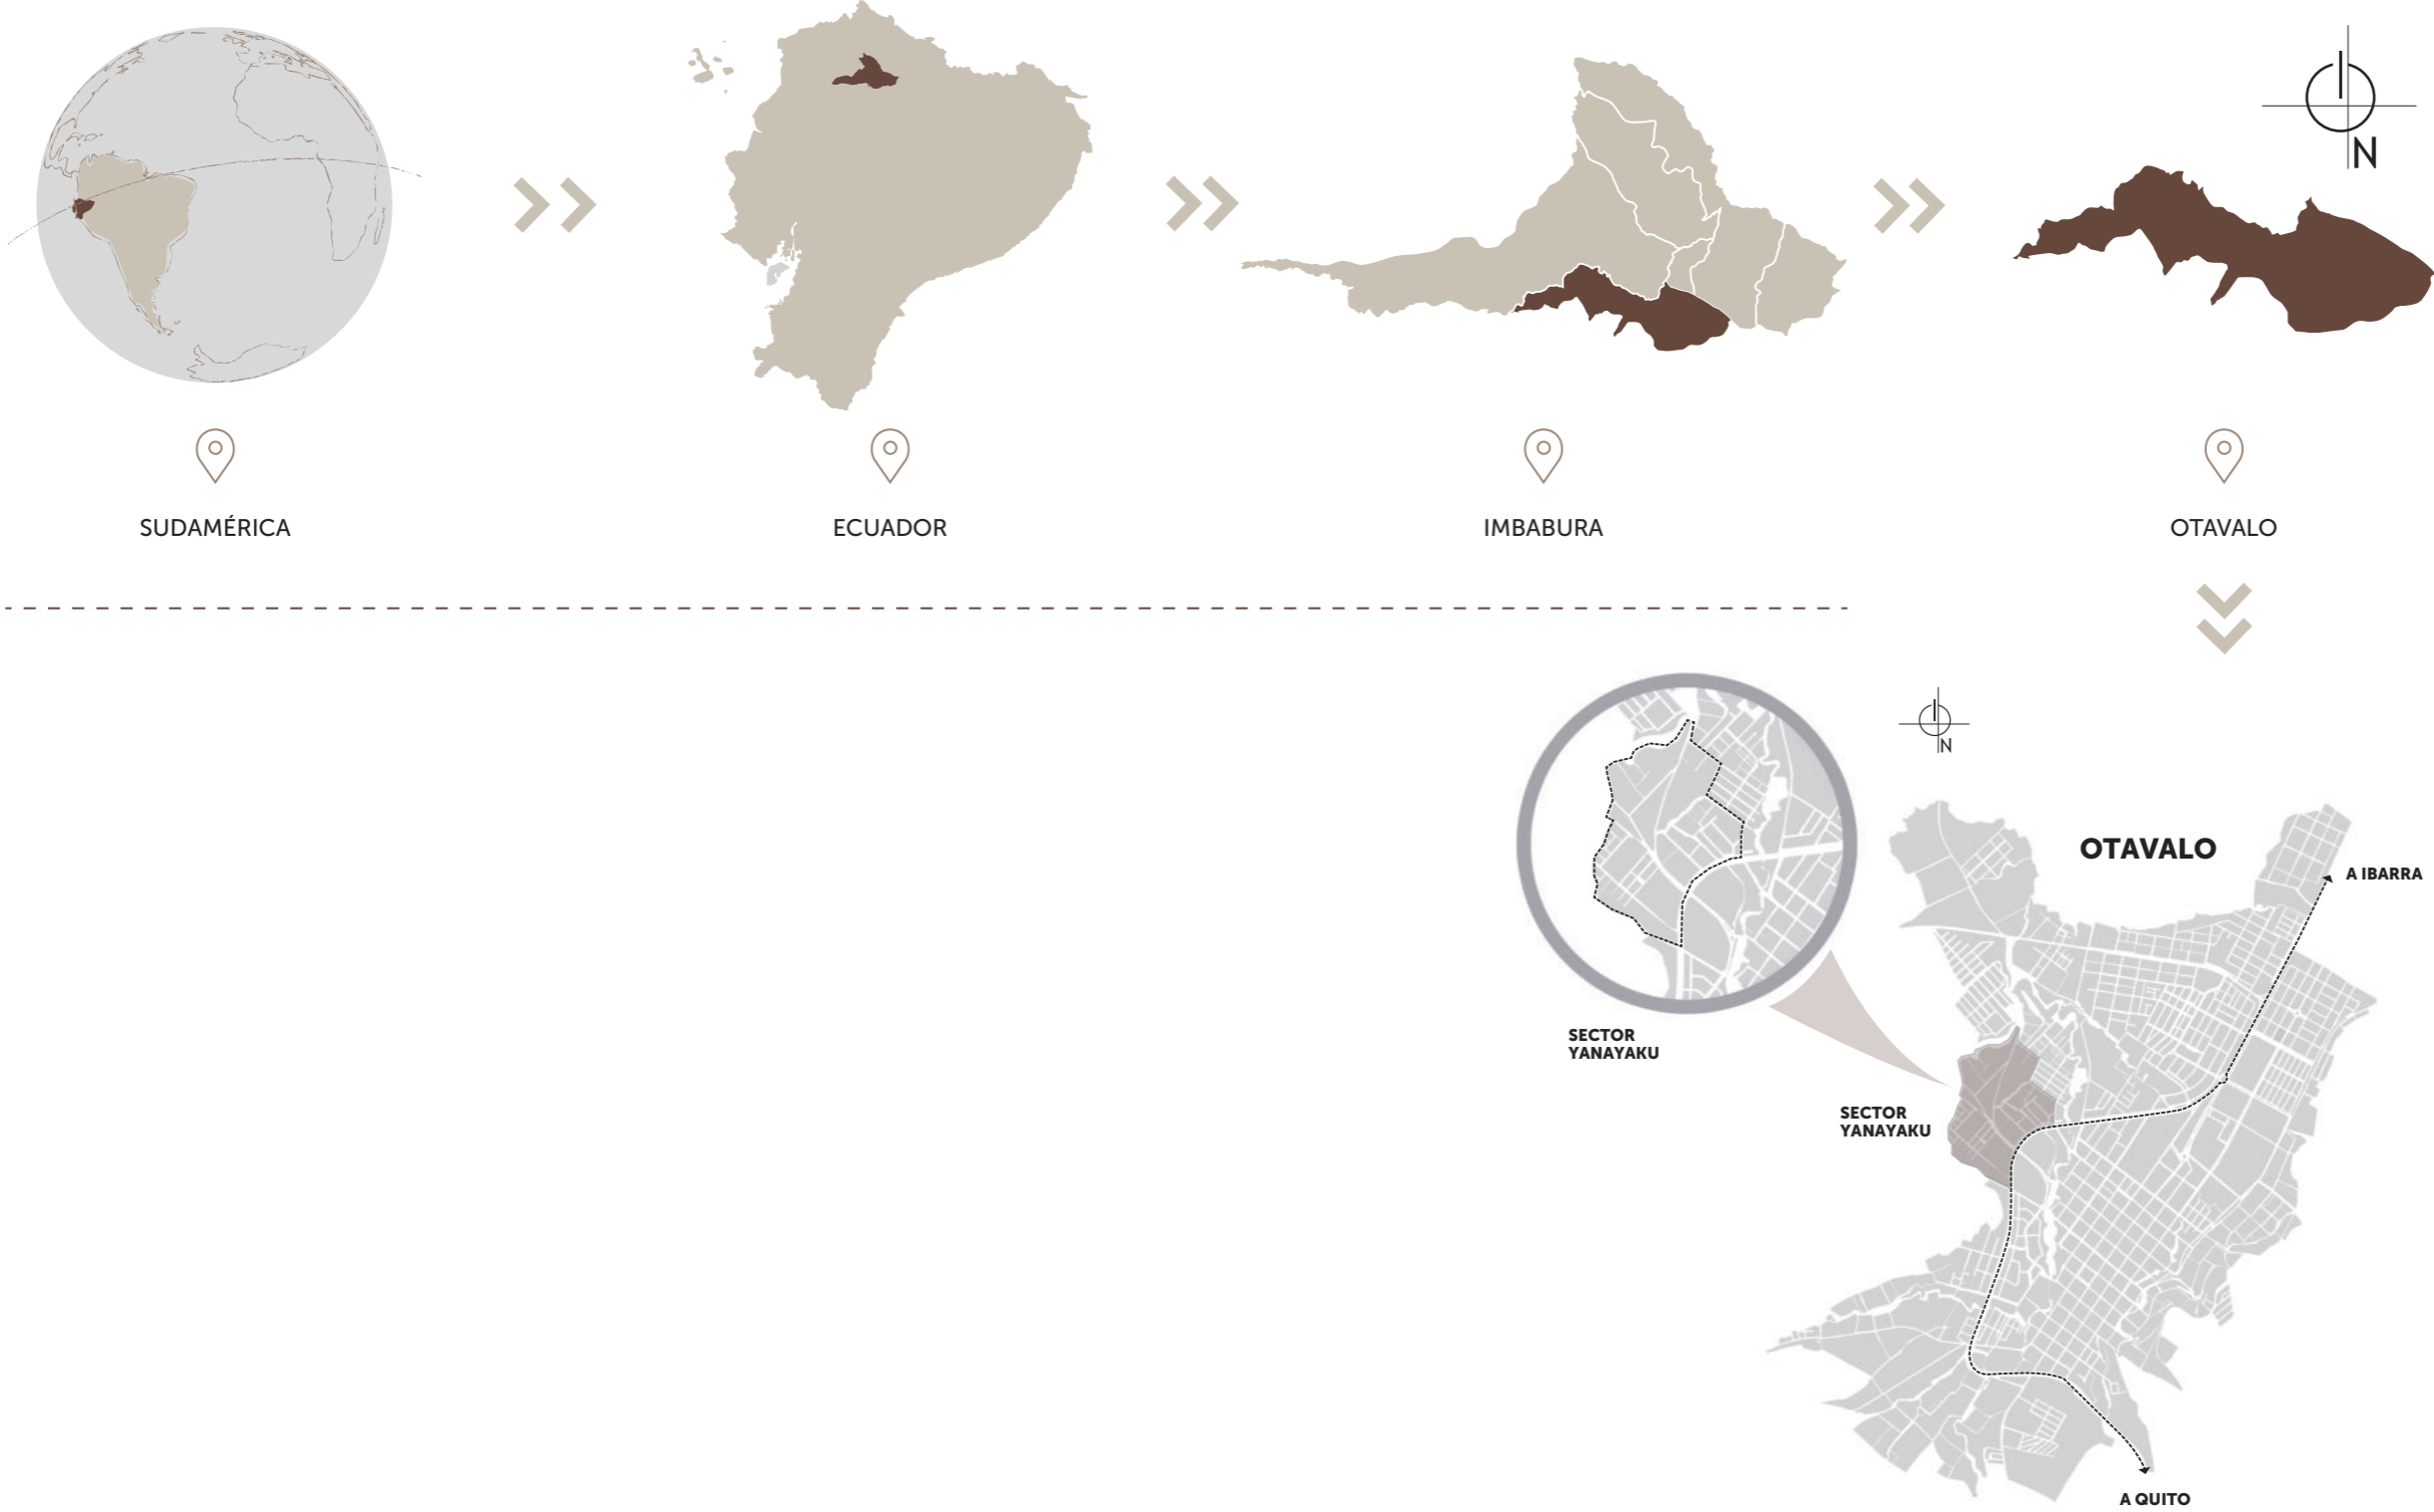 N
SUDAMÉRICA
ECUADOR
IMBABURA
OTAVALO
N
OTAVALO
A IBARRA
SECTOR
YANAYAKU
SECTOR
YANAYAKU
A QUITO